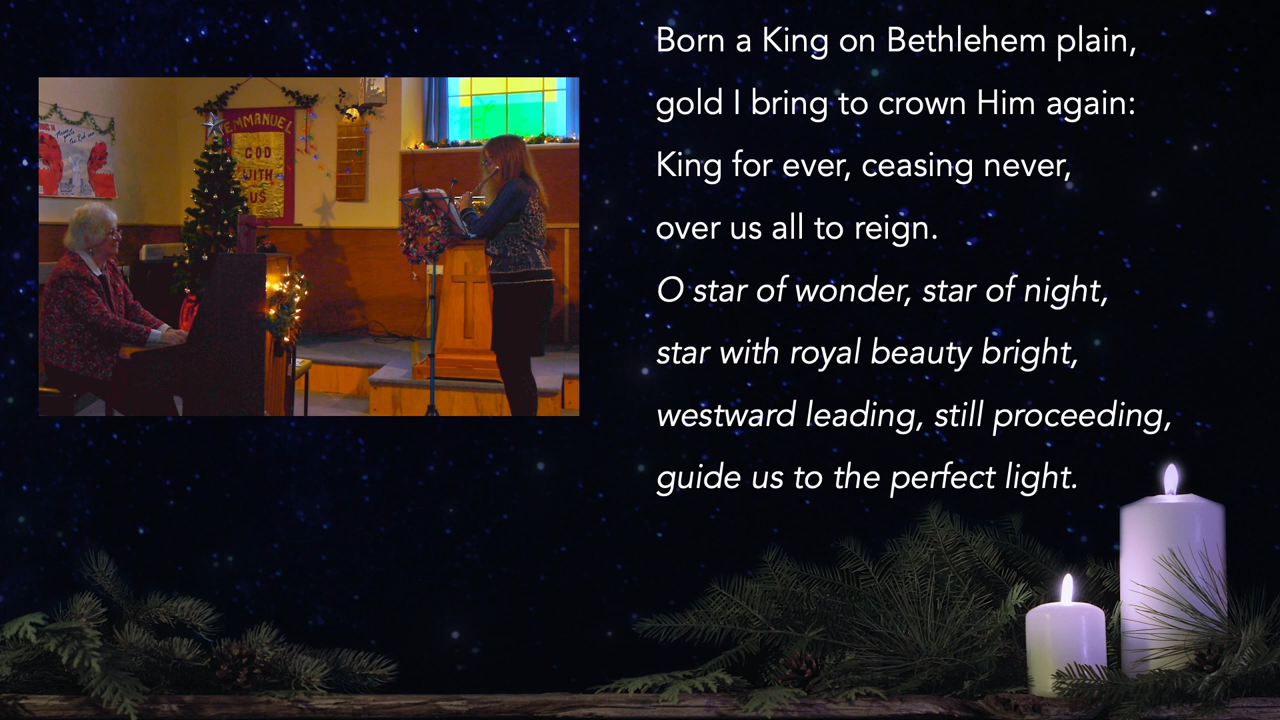 Born a King on Bethlehem plain,
gold I bring to crown Him again:
King for ever, ceasing never,
over us all to reign.
O star of wonder, star of night,
star with royal beauty bright,
westward leading, still proceeding,
guide us to the perfect light.
EMMANUEL
GOD
WITH
US